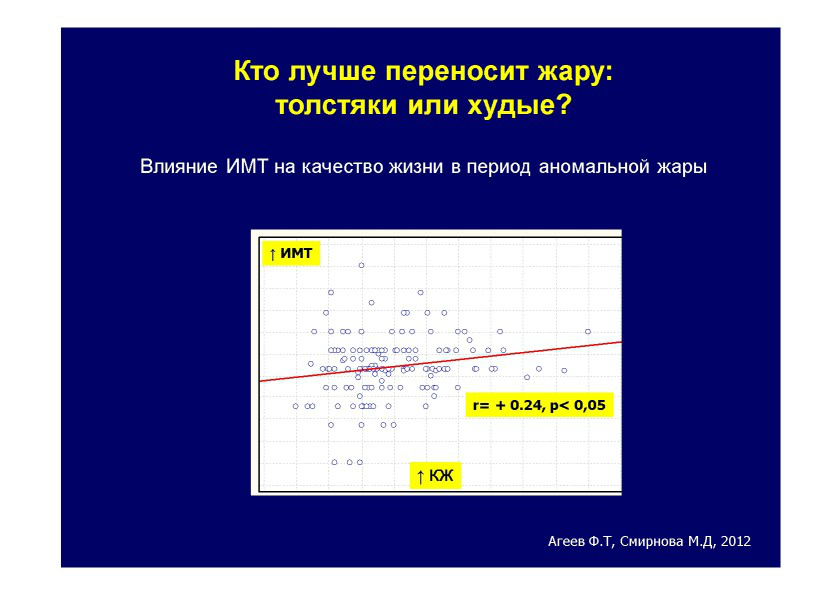 Кто лучше переносит жару:
толстяки или худые?
Влияние ИМТ на качество жизни в период аномальной жары
↑ ИМТ
r= + 0.24, p< 0,05
↑ КЖ
Агеев Ф.Т, Смирнова М.Д, 2012